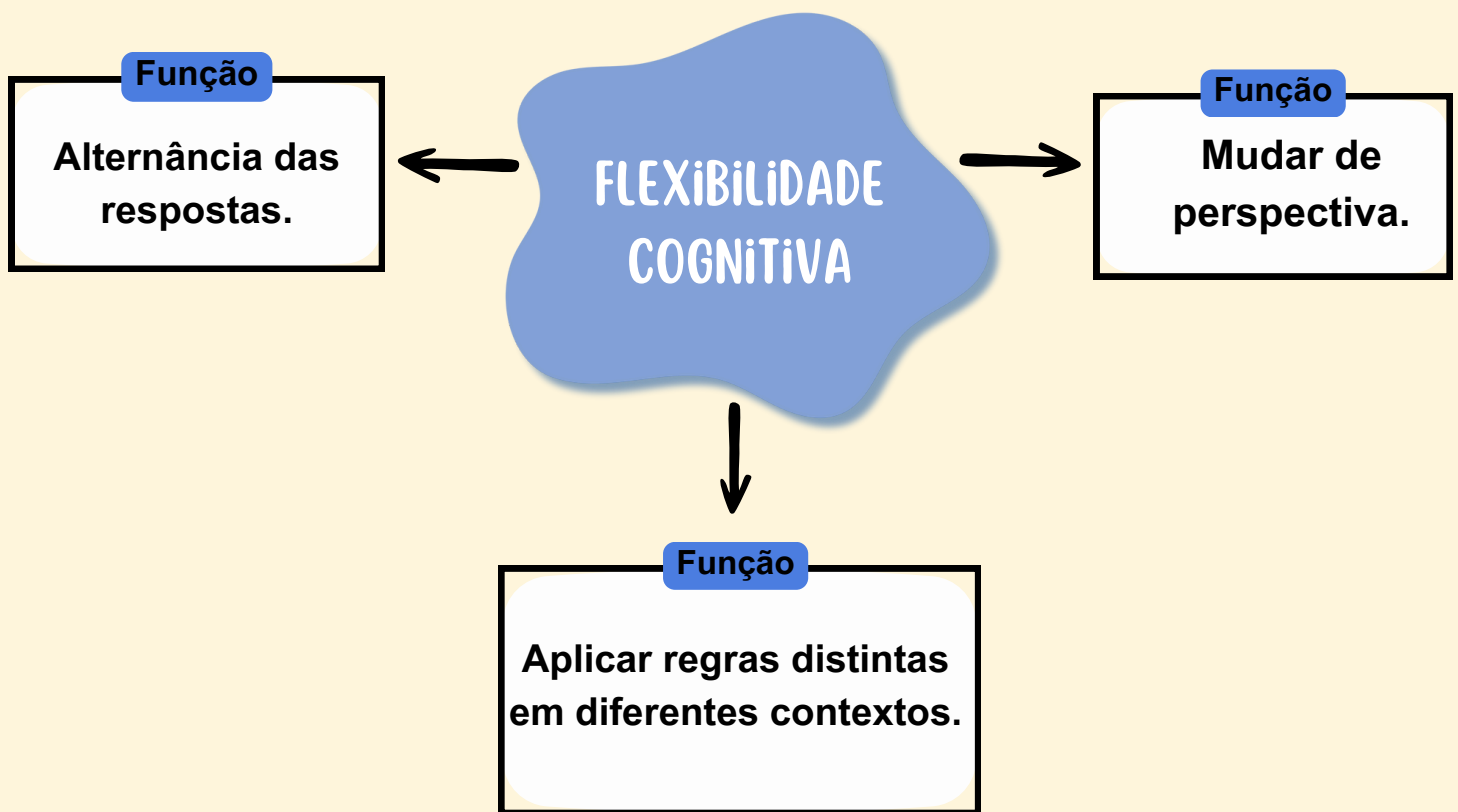 FLEXIBILIDADE
COGNITIVA
Função
Alternância das
respostas.
Função
Mudar de
perspectiva.
Função
Aplicar regras distintas
em diferentes contextos.